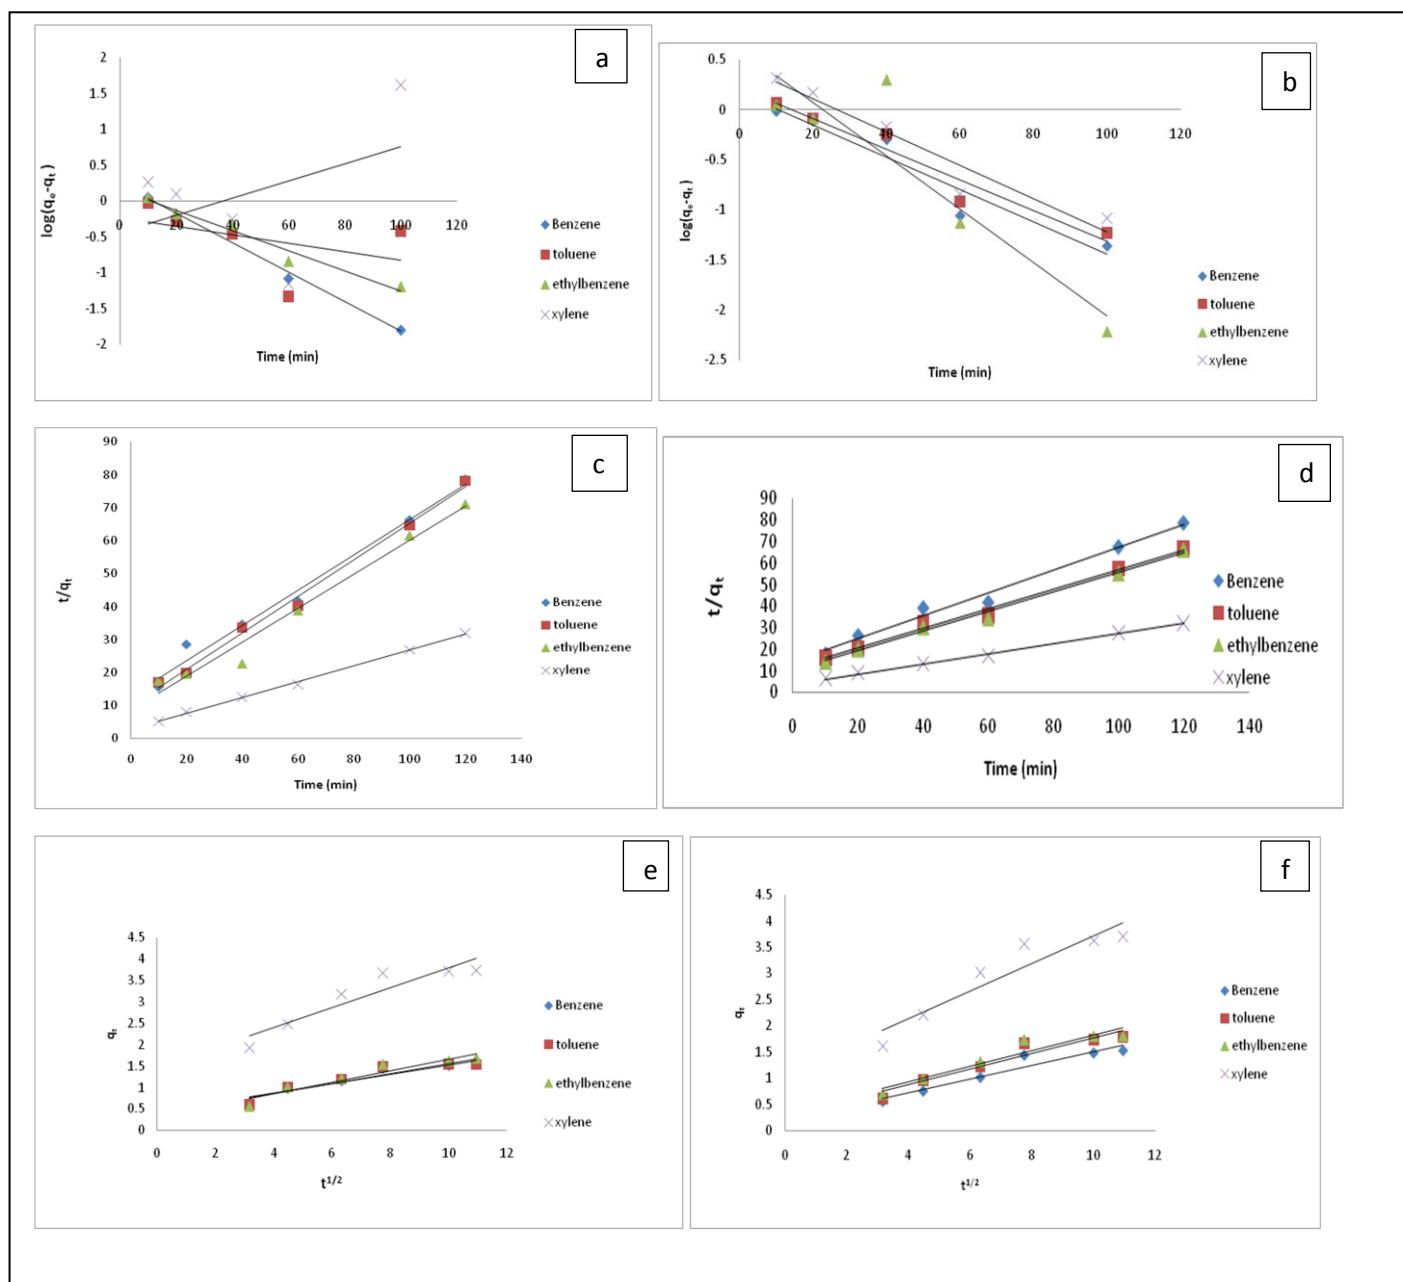 a
2
1.5
1
0.5
0
-0.5
-1
-1.5
-2
0 20 40 60 80 100 120
log(qₑ-qₜ)
Time (min)
Benzene
toluene
ethylbenzene
xylene
b
0.5
0
-0.5
-1
-1.5
-2
-2.5
0 20 40 60 80 100 120
log(qₑ-qₜ)
Time (min)
Benzene
toluene
ethylbenzene
xylene
c
90
80
70
60
50
40
30
20
10
0
0 20 40 60 80 100 120 140
t/qₜ
Time (min)
Benzene
toluene
ethylbenzene
xylene
d
90
80
70
60
50
40
30
20
10
0
0 20 40 60 80 100 120 140
t/qₜ
Time (min)
Benzene
toluene
ethylbenzene
xylene
e
4.5
4
3.5
3
2.5
2
1.5
1
0.5
0
0 2 4 6 8 10 12
qₜ
t¹/²
Benzene
toluene
ethylbenzene
xylene
f
4.5
4
3.5
3
2.5
2
1.5
1
0.5
0
0 2 4 6 8 10 12
qₜ
t¹/²
Benzene
toluene
ethylbenzene
xylene